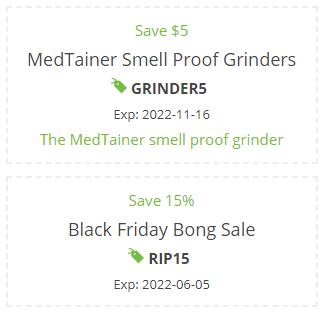 Save $5
MedTainer Smell Proof Grinders
GRINDER5
Exp: 2022-11-16
The MedTainer smell proof grinder
Save 15%
Black Friday Bong Sale
RIP15
Exp: 2022-06-05